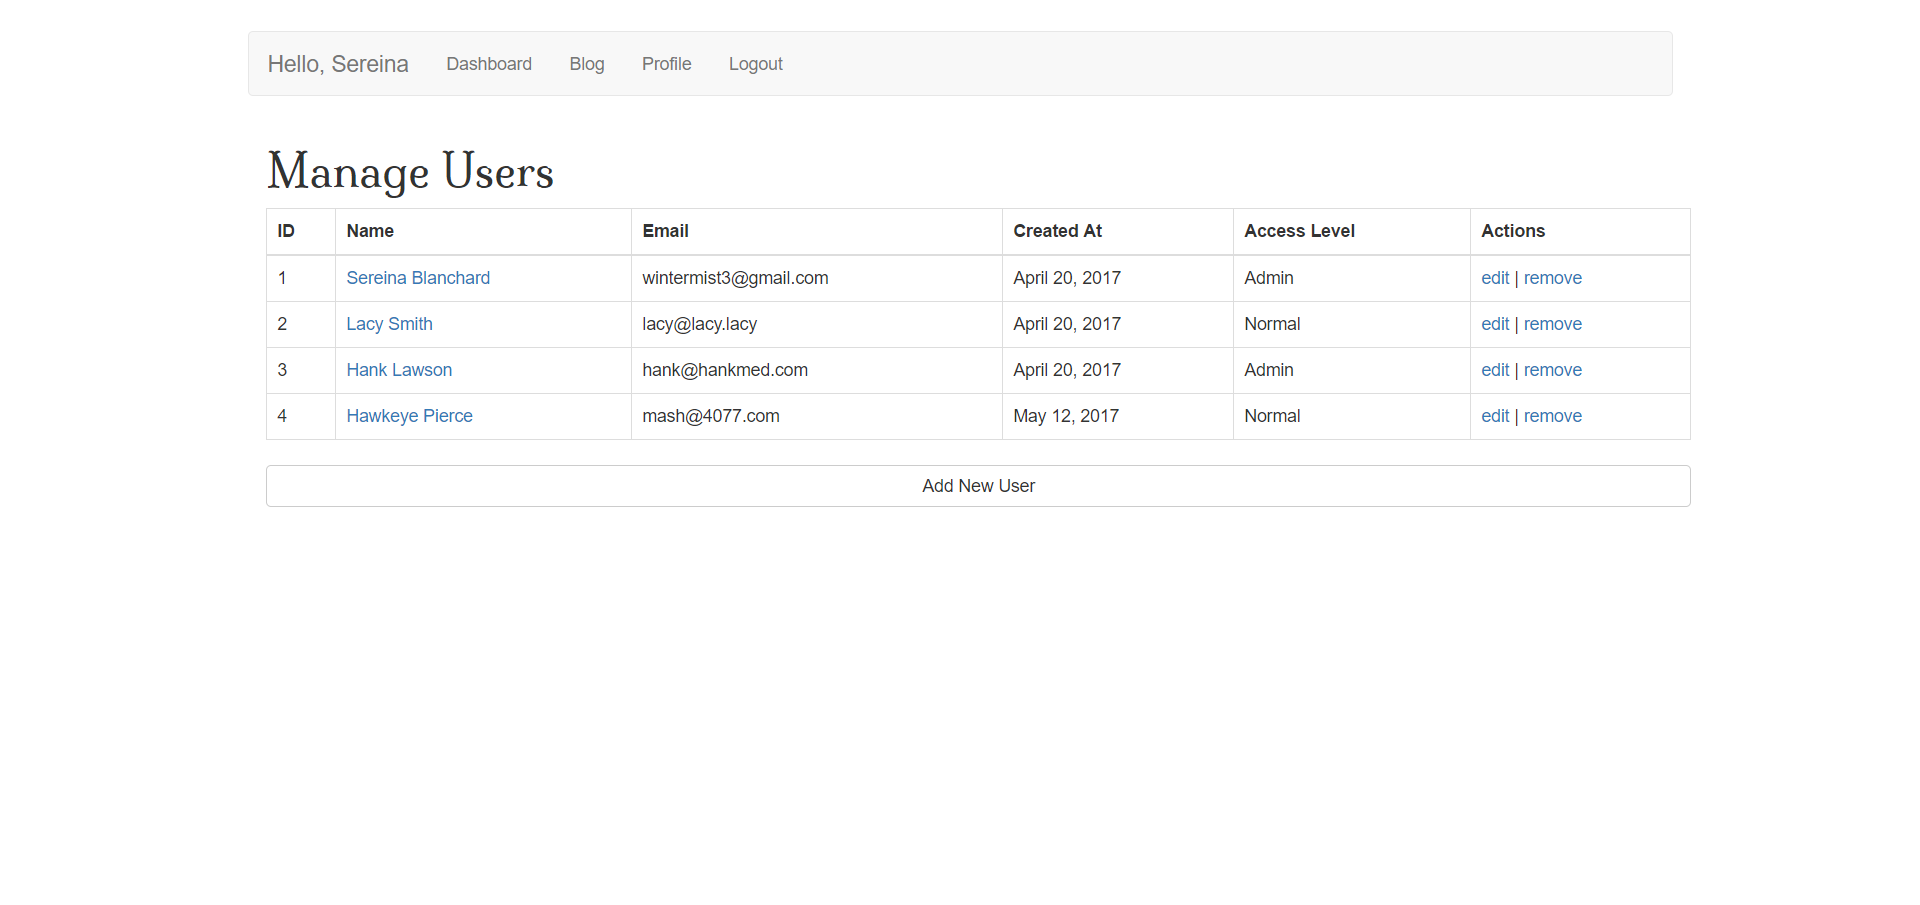 Hello, Sereina Dashboard Blog Profile Logout
Manage Users
ID Name Email Created At Access Level Actions
1 Sereina Blanchard wintermist3@gmail.com April 20, 2017 Admin edit | remove
2 Lacy Smith lacy@lacy.lacy April 20, 2017 Normal edit | remove
3 Hank Lawson hank@hankmed.com April 20, 2017 Admin edit | remove
4 Hawkeye Pierce mash@4077.com May 12, 2017 Normal edit | remove
Add New User